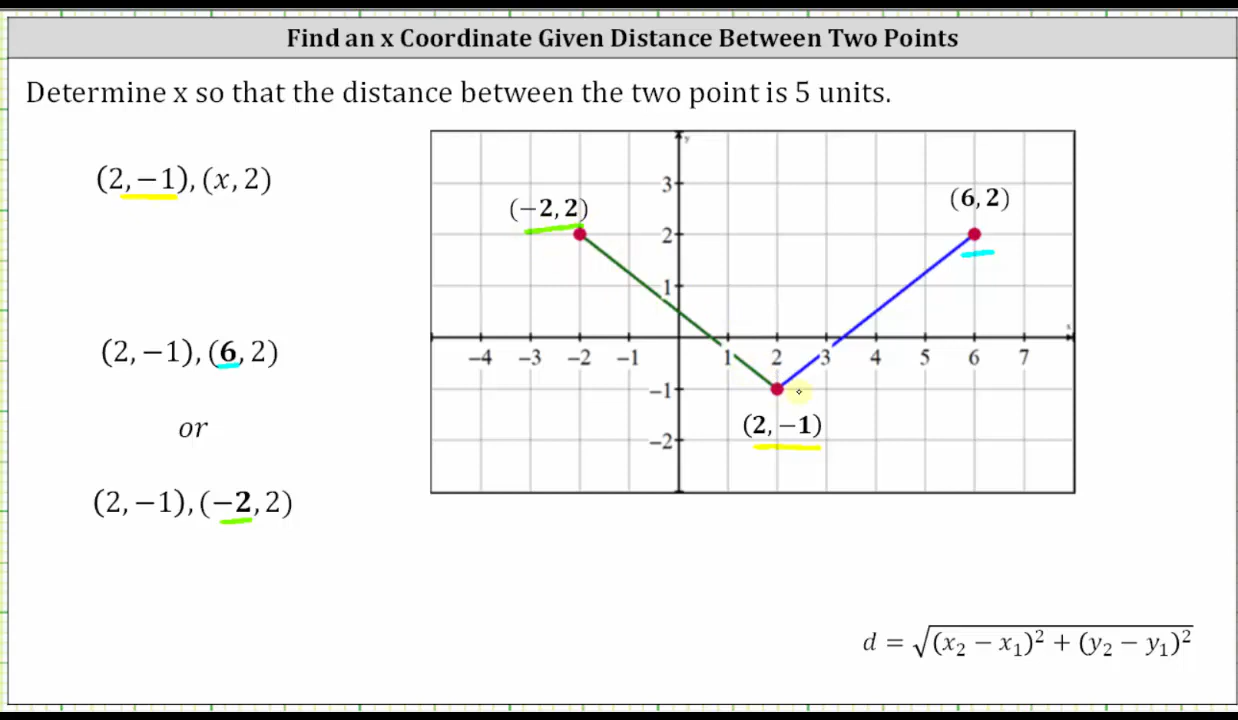 Find an x Coordinate Given Distance Between Two Points
Determine x so that the distance between the two point is 5 units.
(2, −1), (x, 2)
(2, −1), (6, 2)
or
(2, −1), (−2, 2)
y
3
(−2, 2)
(6, 2)
2
1
x
−4 −3 −2 −1 1 2 3 4 5 6 7
−1
(2, −1)
−2
d = √(x₂ − x₁)² + (y₂ − y₁)²